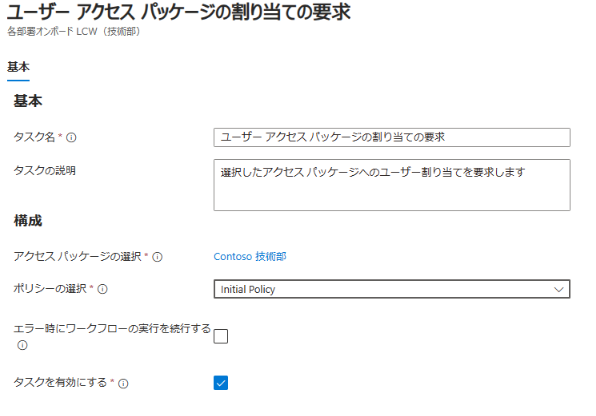 ユーザー アクセス パッケージの割り当ての要求
各部署オンボード LCW（技術部）
基本
基本
タスク名 *
ユーザー アクセス パッケージの割り当ての要求
タスクの説明
選択したアクセス パッケージへのユーザー割り当てを要求します
構成
アクセス パッケージの選択 *
Contoso 技術部
ポリシーの選択 *
Initial Policy
エラー時にワークフローの実行を続行する
タスクを有効にする *